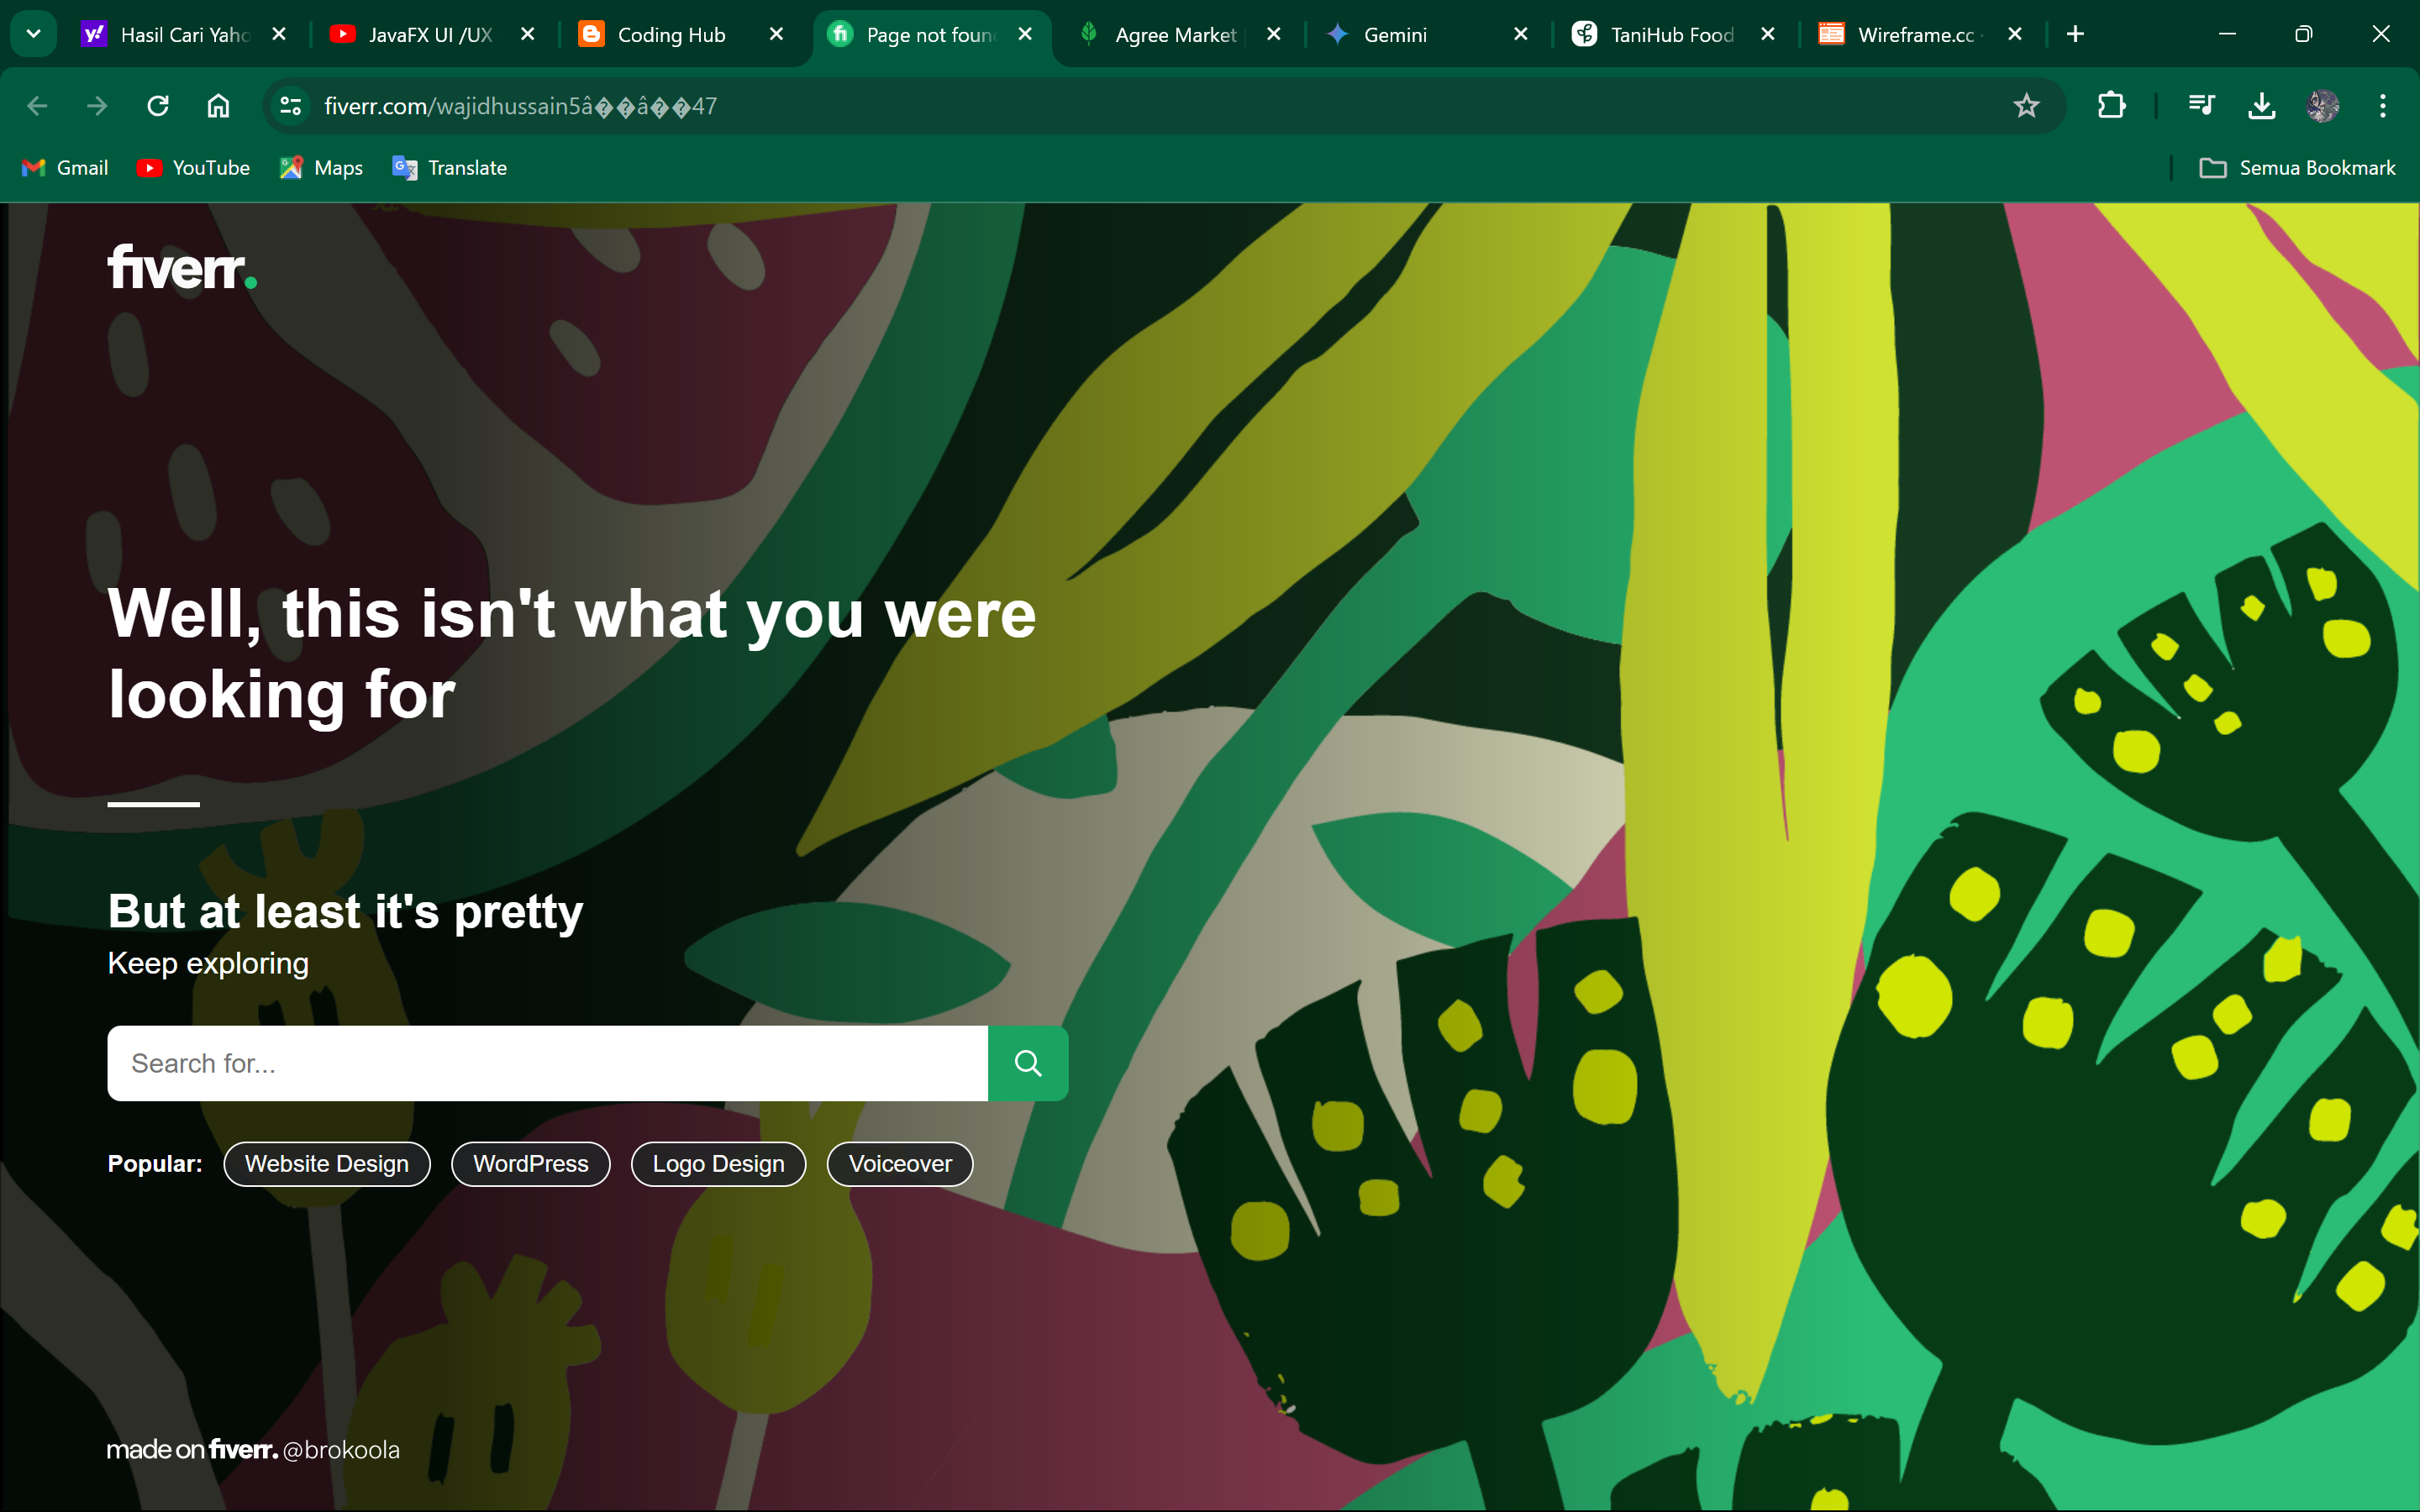 Hasil Cari Yaho
JavaFX UI /UX
Coding Hub
Page not foun
Agree Market
Gemini
TaniHub Food
Wireframe.cc
fiverr.com/wajidhussain5â��â��47
Gmail
YouTube
Maps
Translate
Semua Bookmark
fiverr.
Well, this isn't what you were
looking for
But at least it's pretty
Keep exploring
Search for...
Popular: Website Design WordPress Logo Design Voiceover
made on fiverr. @brokoola